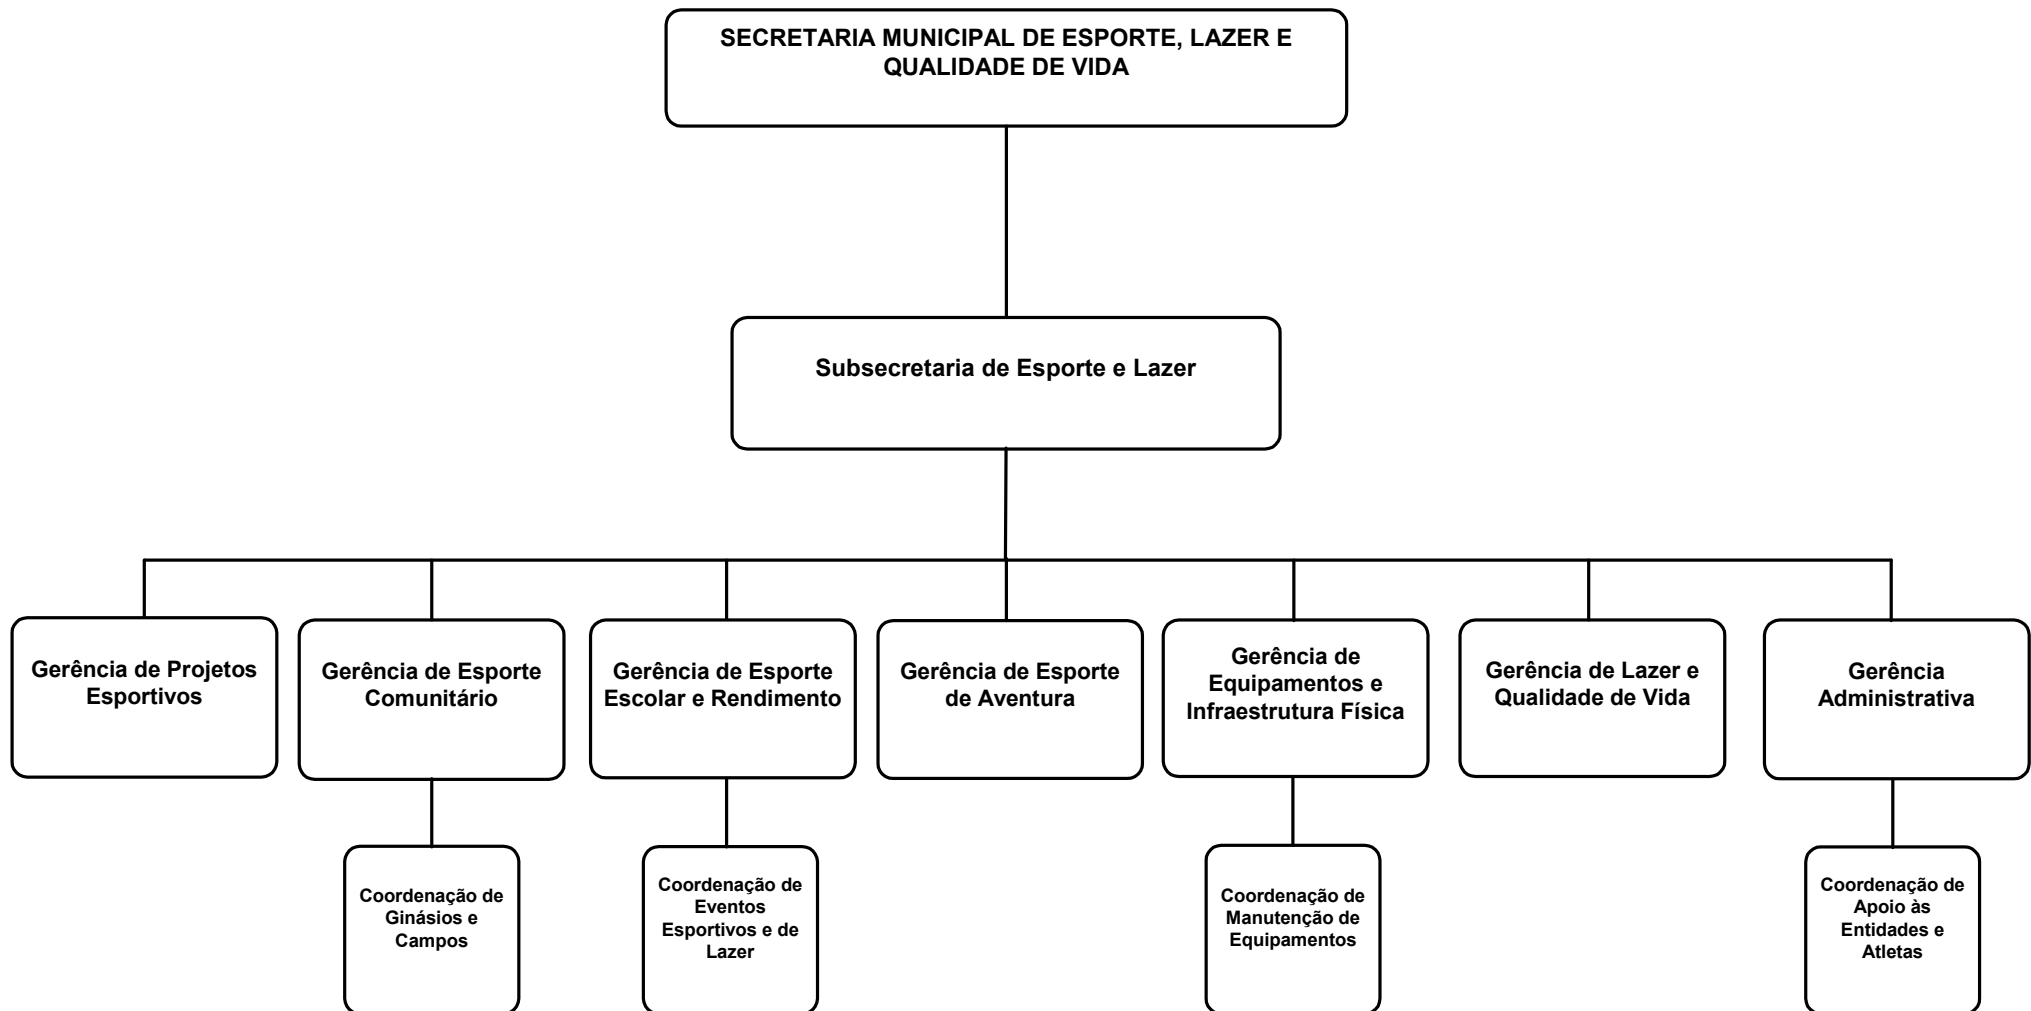 SECRETARIA MUNICIPAL DE ESPORTE, LAZER E
QUALIDADE DE VIDA
Subsecretaria de Esporte e Lazer
Gerência de Projetos
Esportivos
Gerência de Esporte
Comunitário
Gerência de Esporte
Escolar e Rendimento
Gerência de Esporte
de Aventura
Gerência de
Equipamentos e
Infraestrutura Física
Gerência de Lazer e
Qualidade de Vida
Gerência
Administrativa
Coordenação de
Ginásios e
Campos
Coordenação de
Eventos
Esportivos e de
Lazer
Coordenação de
Manutenção de
Equipamentos
Coordenação de
Apoio às
Entidades e
Atletas